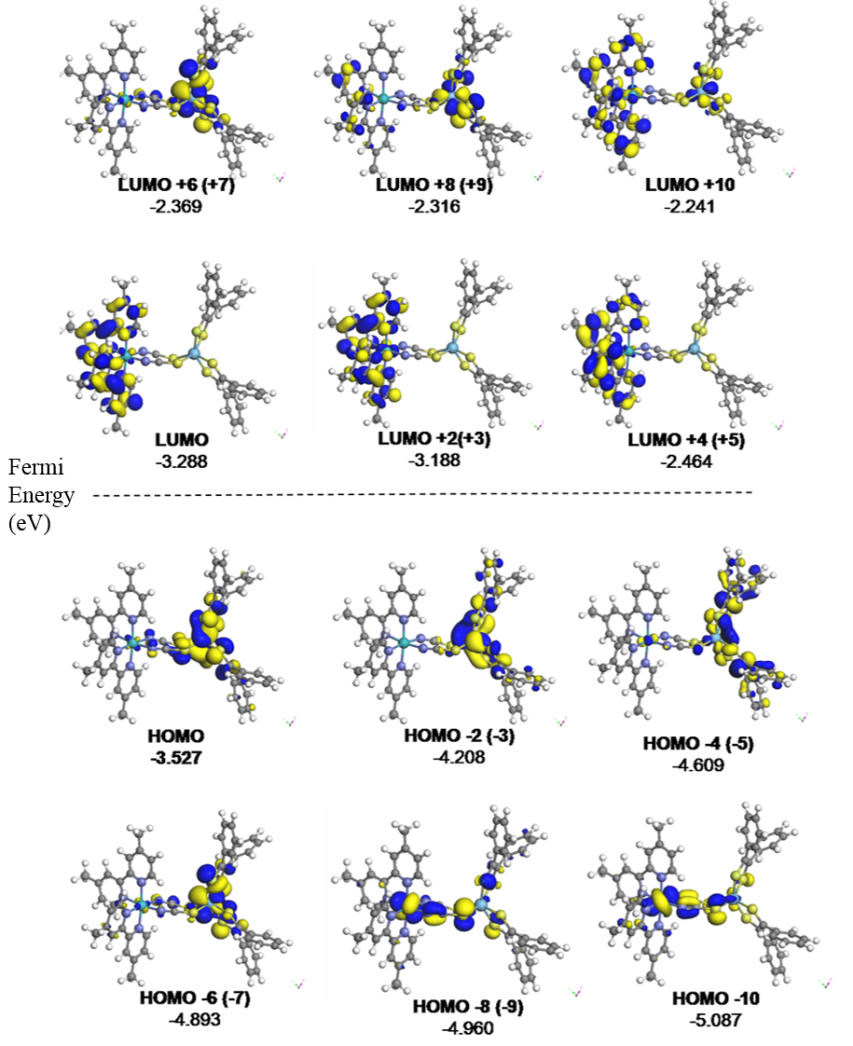 LUMO +6 (+7)
-2.369
LUMO +8 (+9)
-2.316
LUMO +10
-2.241
LUMO
-3.288
LUMO +2(+3)
-3.188
LUMO +4 (+5)
-2.464
Fermi
Energy
(eV)
HOMO
-3.527
HOMO -2 (-3)
-4.208
HOMO -4 (-5)
-4.609
HOMO -6 (-7)
-4.893
HOMO -8 (-9)
-4.960
HOMO -10
-5.087